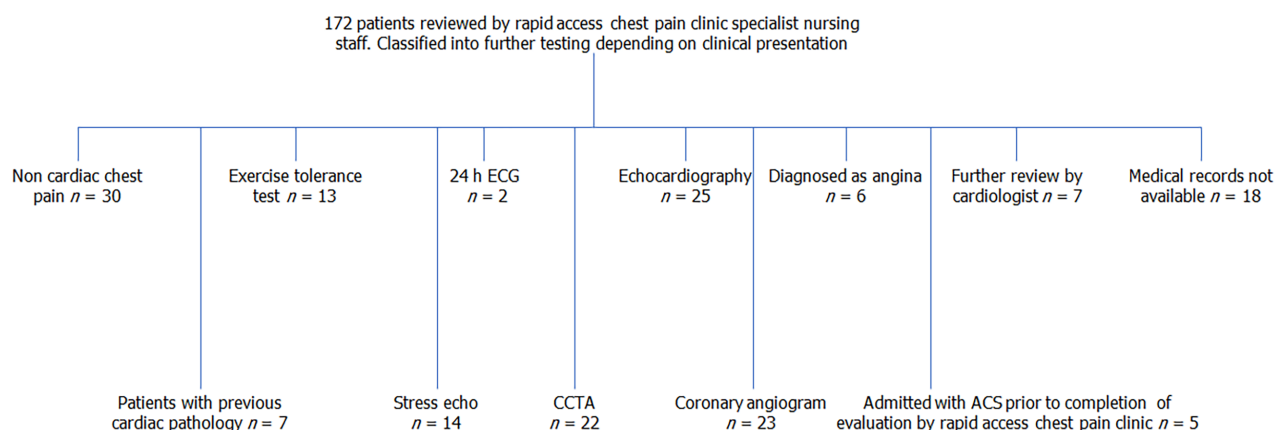 172 patients reviewed by rapid access chest pain clinic specialist nursing
staff. Classified into further testing depending on clinical presentation
Non cardiac chest
pain n = 30
Exercise tolerance
test n = 13
24 h ECG
n = 2
Echocardiography
n = 25
Diagnosed as angina
n = 6
Further review by
cardiologist n = 7
Medical records not
available n = 18
Patients with previous
cardiac pathology n = 7
Stress echo
n = 14
CCTA
n = 22
Coronary angiogram
n = 23
Admitted with ACS prior to completion of
evaluation by rapid access chest pain clinic n = 5